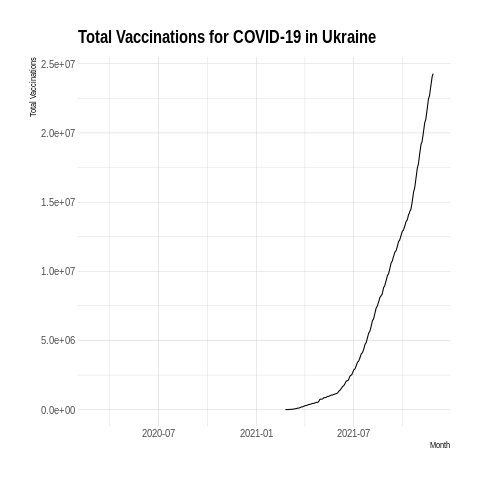 Total Vaccinations for COVID-19 in Ukraine
Total Vaccinations
2.5e+07
2.0e+07
1.5e+07
1.0e+07
5.0e+06
0.0e+00
2020-07
2021-01
2021-07
Month